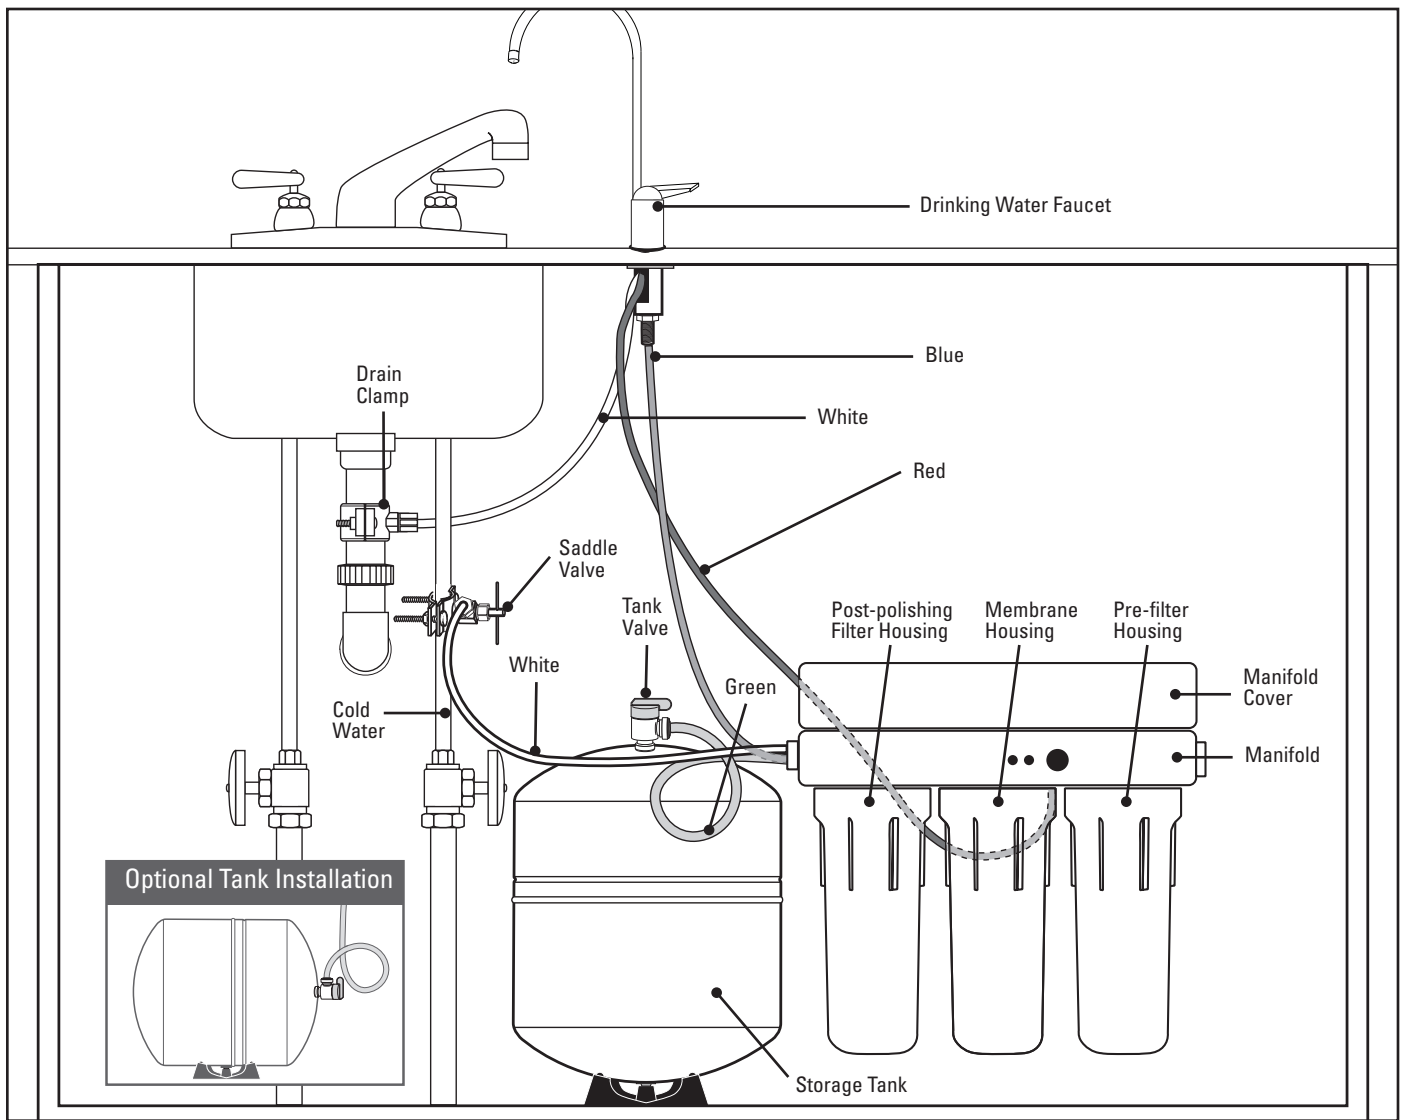 Drinking Water Faucet
Blue
Drain
Clamp
White
Red
Saddle
Valve
Tank
Valve
Post-polishing
Filter Housing
Membrane
Housing
Pre-filter
Housing
White
Green
Manifold
Cover
Cold
Water
Manifold
Optional Tank Installation
Storage Tank